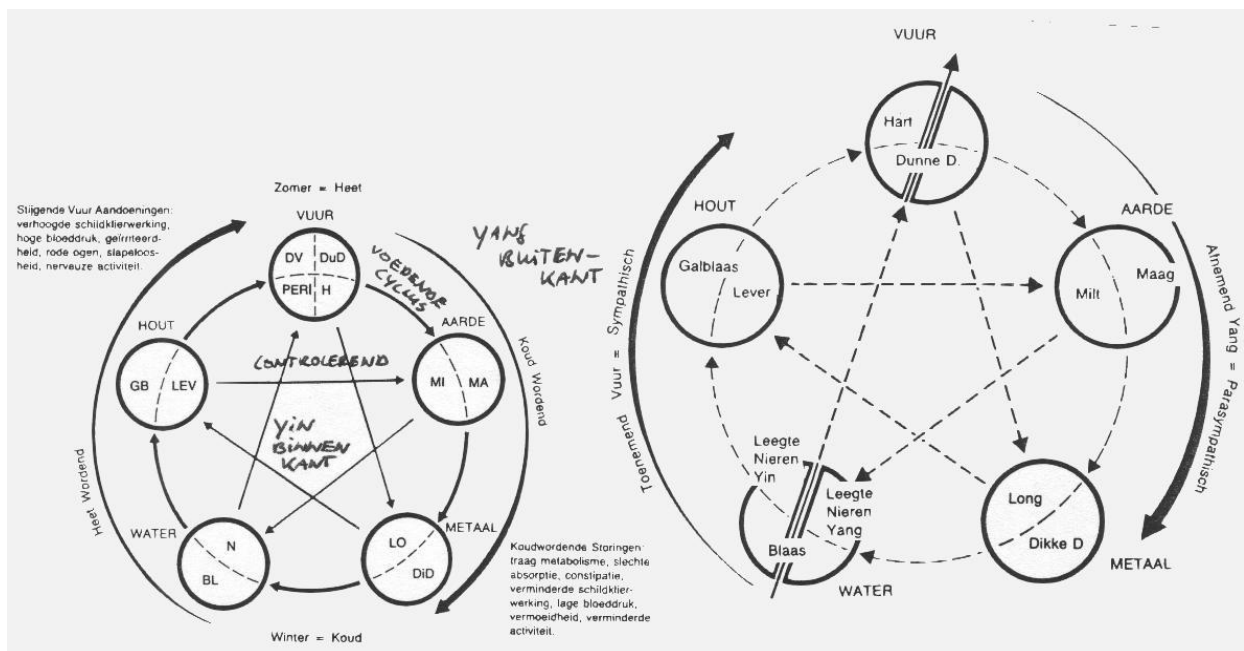 Zomer = Heet
Stijgende Vuur Aandoeningen:
verhoogde schildklierwerking,
hoge bloeddruk, geïrriteerd-
heid, rode ogen, slapeloos-
heid, nerveuze activiteit.
VUUR
DV
DuD
PERI
H
VOEDENDE
CYCLUS
YANG
BUITEN-
KANT
HOUT
AARDE
GB
LEV
CONTROLEREND
MI
MA
Koud Wordend
YIN
BINNEN
KANT
Heet Wordend
WATER
N
BL
METAAL
LO
DiD
Koudwordende Storingen:
traag metabolisme, slechte
absorptie, constipatie,
verminderde schildklier-
werking, lage bloeddruk,
vermoeidheid, verminderde
activiteit.
Winter = Koud
VUUR
Hart
Dunne D.
HOUT
AARDE
Galblaas
Lever
Milt
Maag
Toenemend Vuur = Sympathisch
Afnemend Yang = Parasympathisch
Leegte
Nieren
Yin
Leegte
Nieren
Yang
Blaas
WATER
Long
Dikke D
METAAL